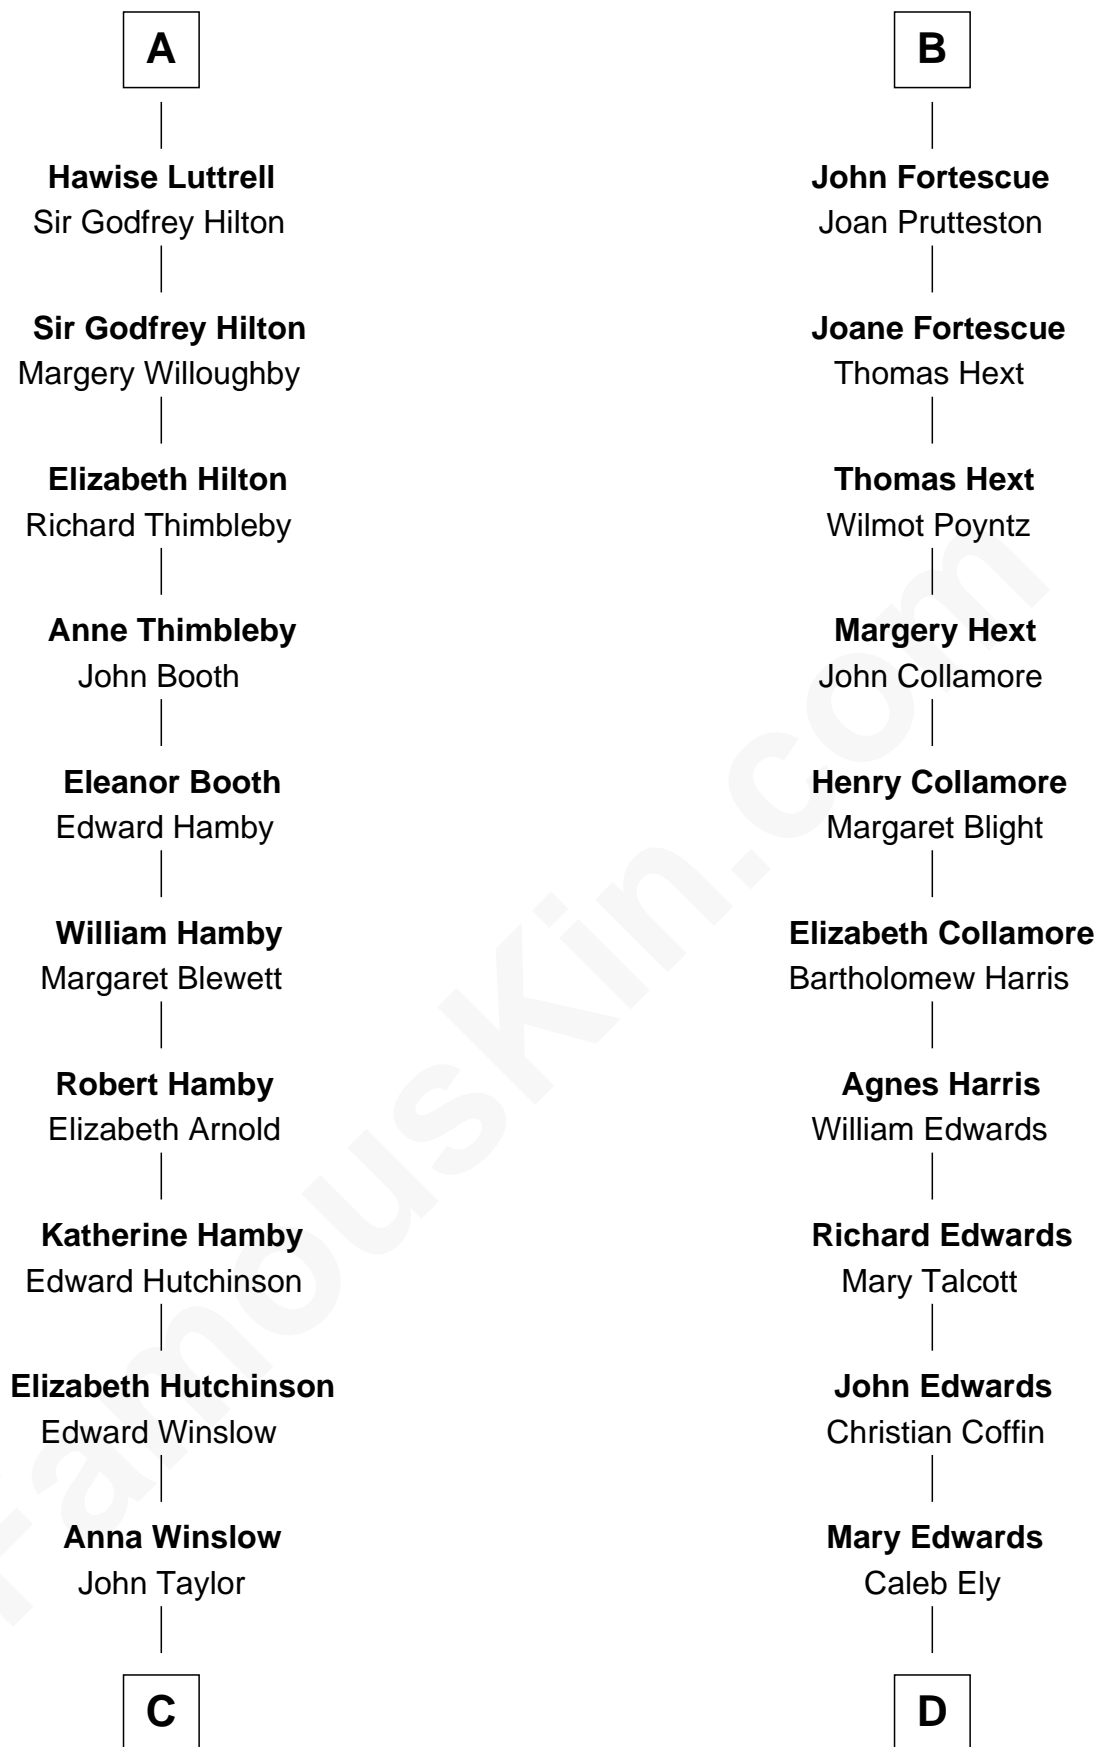 A
Hawise Luttrell
Sir Godfrey Hilton
Sir Godfrey Hilton
Margery Willoughby
Elizabeth Hilton
Richard Thimbleby
Anne Thimbleby
John Booth
Eleanor Booth
Edward Hamby
William Hamby
Margaret Blewett
Robert Hamby
Elizabeth Arnold
Katherine Hamby
Edward Hutchinson
Elizabeth Hutchinson
Edward Winslow
Anna Winslow
John Taylor
C
B
John Fortescue
Joan Prutteston
Joane Fortescue
Thomas Hext
Thomas Hext
Wilmot Poyntz
Margery Hext
John Collamore
Henry Collamore
Margaret Blight
Elizabeth Collamore
Bartholomew Harris
Agnes Harris
William Edwards
Richard Edwards
Mary Talcott
John Edwards
Christian Coffin
Mary Edwards
Caleb Ely
D
FamousKin.com